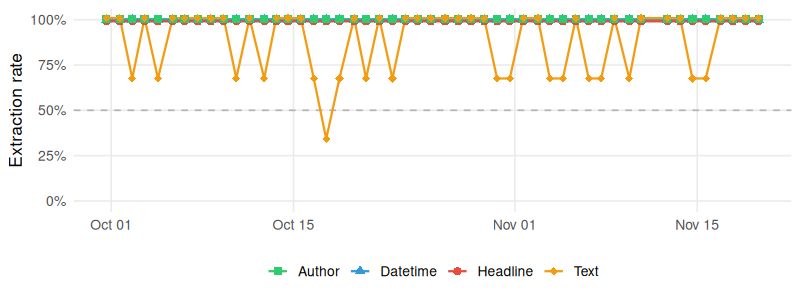 Extraction rate
100%
75%
50%
25%
0%
Oct 01 Oct 15 Nov 01 Nov 15
Author Datetime Headline Text